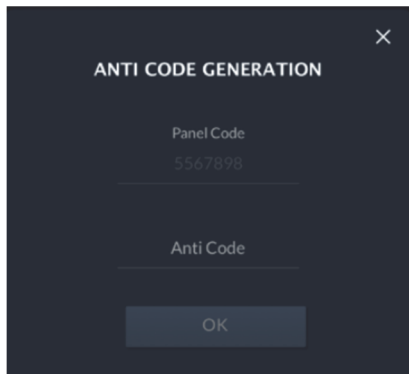 ANTI CODE GENERATION
Panel Code
5567898
Anti Code
OK